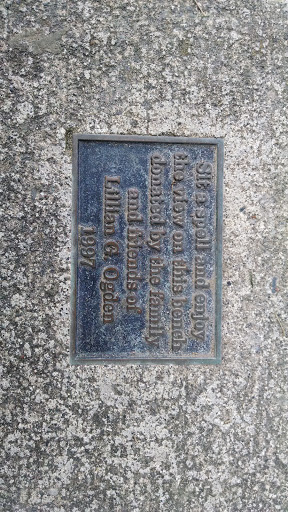 Sit a spell and enjoy
the view on this bench
donated by the family
and friends of
Lillian G. Ogden
1997